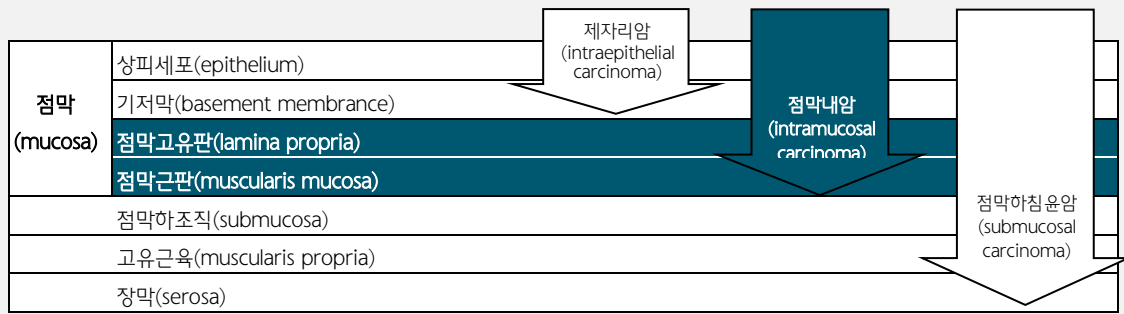 제자리암
(intraepithelial
carcinoma)
상피세포(epithelium)
기저막(basement membrance)
점막
(mucosa)
점막고유판(lamina propria)
점막근판(muscularis mucosa)
점막내암
(intramucosal
carcinoma)
점막하조직(submucosa)
고유근육(muscularis propria)
장막(serosa)
점막하침윤암
(submucosal
carcinoma)